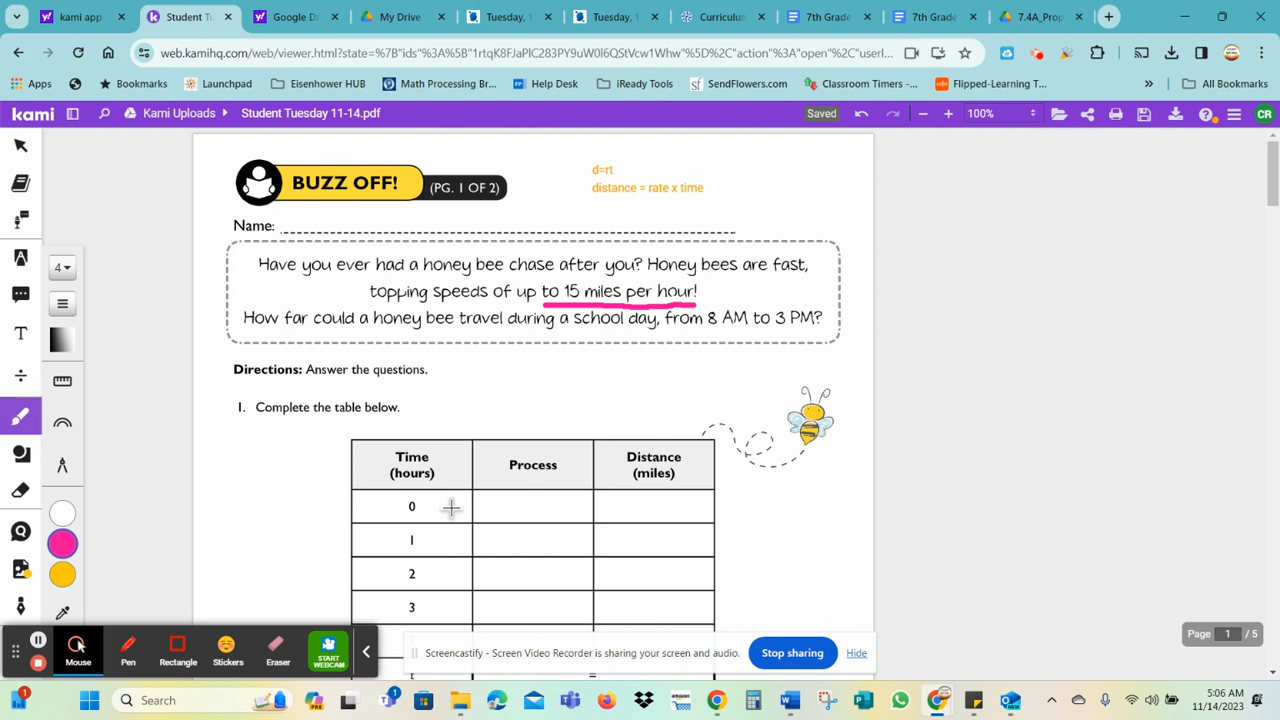 kami app
Student Tu
Google Dr
My Drive -
Tuesday, 1
Tuesday, 1
Curriculum
7th Grade
7th Grade
7.4A_Prop
web.kamihq.com/web/viewer.html?state=%7B"ids"%3A%5B"1rtqK8FJaPlC283PY9uW0l6QStVcw1Whw"%5D%2C"action"%3A"open"%2C"userI...
Apps
Bookmarks
Launchpad
Eisenhower HUB
Math Processing Br...
Help Desk
iReady Tools
SendFlowers.com
Classroom Timers -...
Flipped-Learning T...
All Bookmarks
kami
Kami Uploads
Student Tuesday 11-14.pdf
Saved
100%
CR
BUZZ OFF!
(PG. 1 OF 2)
d=rt
distance = rate x time
Name:
Have you ever had a honey bee chase after you? Honey bees are fast,
topping speeds of up to 15 miles per hour!
How far could a honey bee travel during a school day, from 8 AM to 3 PM?
4
Directions: Answer the questions.
1. Complete the table below.
Time (hours)
Process
Distance (miles)
0
1
2
3
Page 1 / 5
Mouse
Pen
Rectangle
Stickers
Eraser
START WEBCAM
Screencastify - Screen Video Recorder is sharing your screen and audio.
Stop sharing
Hide
Search
5:06 AM
11/14/2023